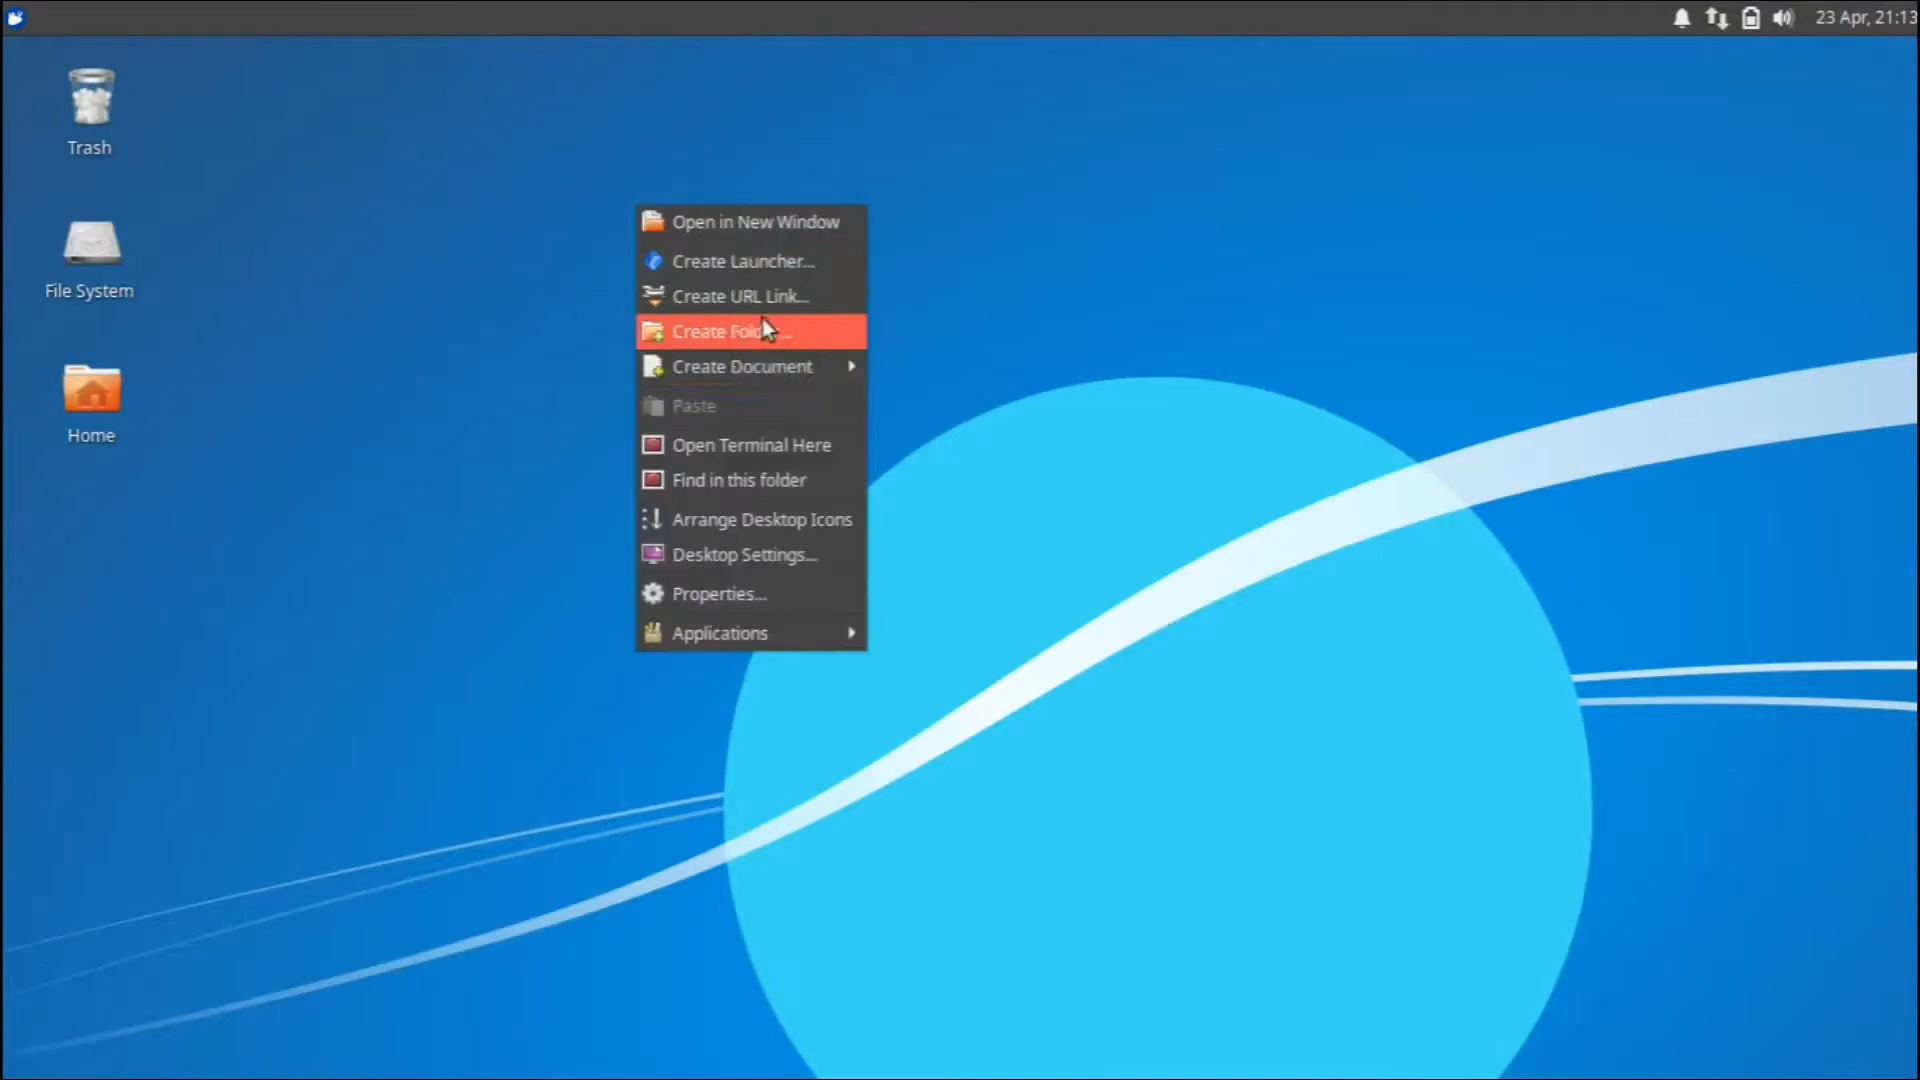 23 Apr, 21:13
Trash
File System
Home
Open in New Window
Create Launcher...
Create URL Link...
Create Fol...
Create Document
Paste
Open Terminal Here
Find in this folder
Arrange Desktop Icons
Desktop Settings...
Properties...
Applications